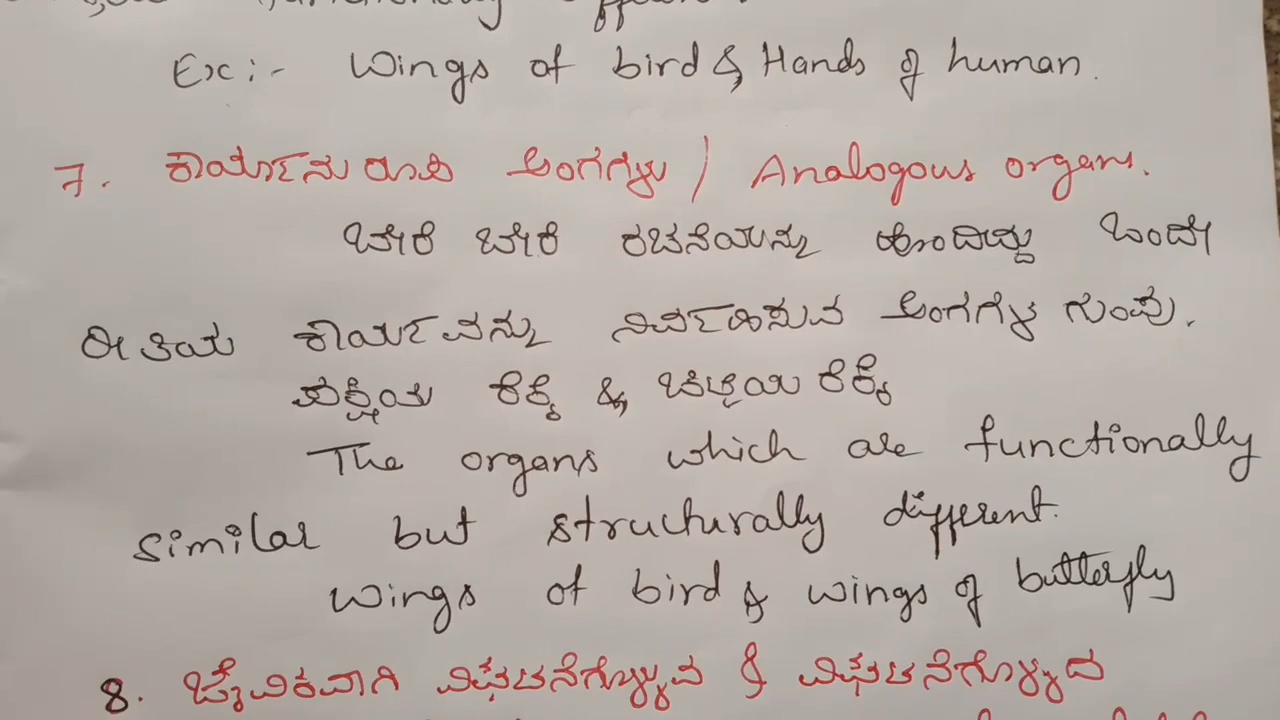 functionally
Ex:- Wings of bird & Hands of human.
7. ಕಾರ್ಯಾನುರೂಪಿ ಅಂಗಗಳು / Analogous organs.
ಬೇರೆ ಬೇರೆ ರಚನೆಯನ್ನು ಹೊಂದಿದ್ದು ಒಂದೇ
ರೀತಿಯ ಕಾರ್ಯವನ್ನು ನಿರ್ವಹಿಸುವ ಅಂಗಗಳ ಗುಂಪು.
ಪಕ್ಷಿಯ ರೆಕ್ಕೆ & ಚಿಟ್ಟೆಯ ರೆಕ್ಕೆ
The organs which are functionally
similar but structurally different.
wings of bird & wings of butterfly
8. ಜೈವಿಕವಾಗಿ ವಿಘಟನೆಗೊಳ್ಳುವ & ವಿಘಟನೆಗೊಳ್ಳದ